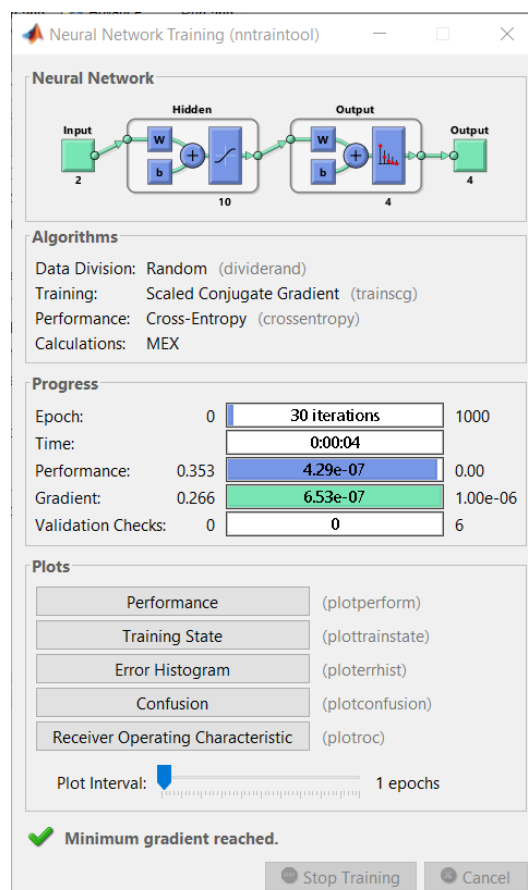 Neural Network Training (nntraintool)
Neural Network
Hidden Output
Input Output
W W
b b
2 10 4 4
Algorithms
Data Division: Random (dividerand)
Training: Scaled Conjugate Gradient (trainscg)
Performance: Cross-Entropy (crossentropy)
Calculations: MEX
Progress
Epoch: 0 30 iterations 1000
Time: 0:00:04
Performance: 0.353 4.29e-07 0.00
Gradient: 0.266 6.53e-07 1.00e-06
Validation Checks: 0 0 6
Plots
Performance (plotperform)
Training State (plottrainstate)
Error Histogram (ploterrhist)
Confusion (plotconfusion)
Receiver Operating Characteristic (plotroc)
Plot Interval: 1 epochs
Minimum gradient reached.
Stop Training Cancel